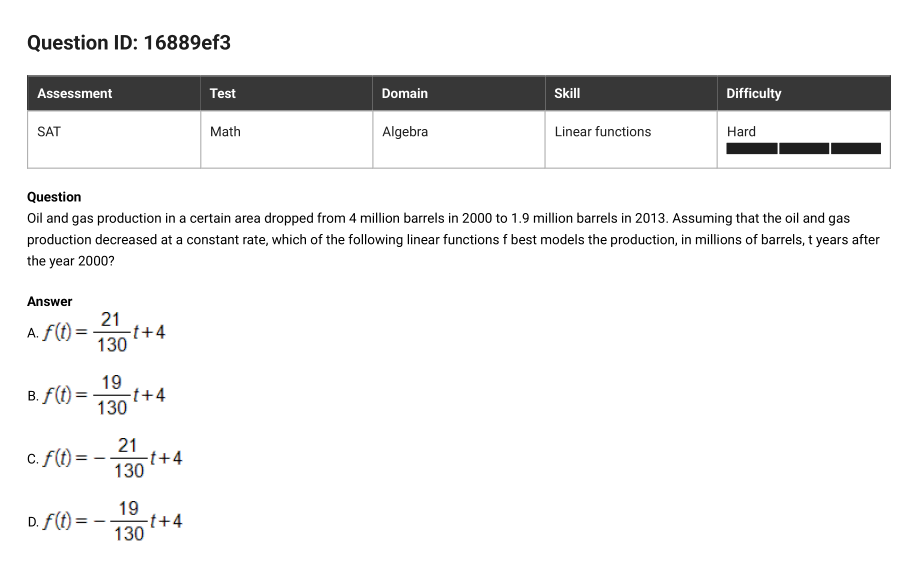 Question ID: 16889ef3
Assessment Test Domain Skill Difficulty
SAT Math Algebra Linear functions Hard
Question
Oil and gas production in a certain area dropped from 4 million barrels in 2000 to 1.9 million barrels in 2013. Assuming that the oil and gas
production decreased at a constant rate, which of the following linear functions f best models the production, in millions of barrels, t years after
the year 2000?
Answer
A. f(t) = 21/130 t+4
B. f(t) = 19/130 t+4
C. f(t) = − 21/130 t+4
D. f(t) = − 19/130 t+4